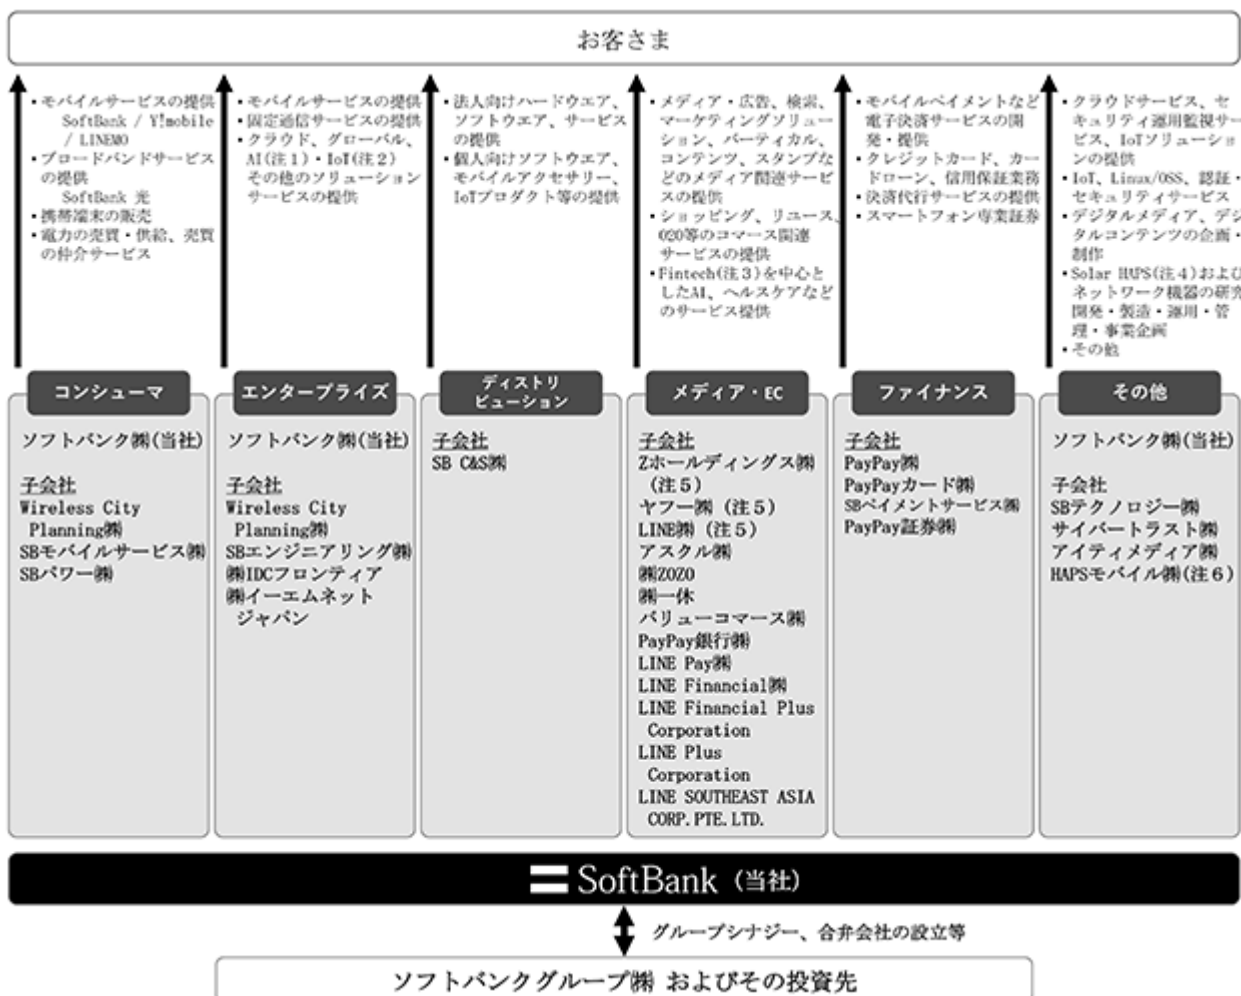 お客さま
・モバイルサービスの提供
SoftBank / Y!mobile
/ LINEMO
・ブロードバンドサービス
の提供
SoftBank 光
・携帯端末の販売
・電力の売買・供給、売買
の仲介サービス
・モバイルサービスの提供
・固定通信サービスの提供
・クラウド、グローバル、
AI(注１)・IoT(注２)
その他のソリューション
サービスの提供
・法人向けハードウエア、
ソフトウエア、サービス
の提供
・個人向けソフトウエア、
モバイルアクセサリー、
IoTプロダクト等の提供
・メディア・広告、検索、
マーケティングソリュー
ション、バーティカル、
コンテンツ、スタンプな
どのメディア関連サービ
スの提供
・ショッピング、リユース、
O2O等のコマース関連
サービスの提供
・Fintech(注３)を中心と
したAI、ヘルスケアなど
のサービス提供
・モバイルペイメントなど
電子決済サービスの開
発・提供
・クレジットカード、カー
ドローン、信用保証業務
・決済代行サービスの提供
・スマートフォン専業証券
・クラウドサービス、セ
キュリティ運用監視サー
ビス、IoTソリューショ
ンの提供
・IoT、Linux/OSS、認証・
セキュリティサービス
・デジタルメディア、デジ
タルコンテンツの企画・
制作
・Solar HAPS(注４)および
ネットワーク機器の研究
開発・製造・運用・管
理・事業企画
・その他
コンシューマ
ソフトバンク㈱(当社)
子会社
Wireless City
Planning㈱
SBモバイルサービス㈱
SBパワー㈱
エンタープライズ
ソフトバンク㈱(当社)
子会社
Wireless City
Planning㈱
SBエンジニアリング㈱
㈱IDCフロンティア
㈱イーエムネット
ジャパン
ディストリ
ビューション
子会社
SB C&S㈱
メディア・EC
子会社
Zホールディングス㈱
(注５)
ヤフー㈱ (注５)
LINE㈱ (注５)
アスクル㈱
㈱ZOZO
㈱一休
バリューコマース㈱
PayPay銀行㈱
LINE Pay㈱
LINE Financial㈱
LINE Financial Plus
Corporation
LINE Plus
Corporation
LINE SOUTHEAST ASIA
CORP.PTE.LTD.
ファイナンス
子会社
PayPay㈱
PayPayカード㈱
SBペイメントサービス㈱
PayPay証券㈱
その他
ソフトバンク㈱(当社)
子会社
SBテクノロジー㈱
サイバートラスト㈱
アイティメディア㈱
HAPSモバイル㈱(注６)
SoftBank (当社)
グループシナジー、合弁会社の設立等
ソフトバンクグループ㈱ およびその投資先